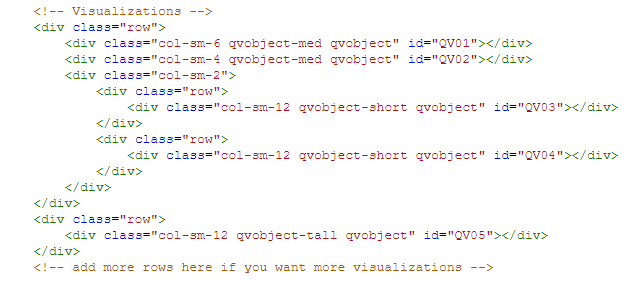 <!-- Visualizations -->
<div class="row">
    <div class="col-sm-6 qvobject-med qvobject" id="QV01"></div>
    <div class="col-sm-4 qvobject-med qvobject" id="QV02"></div>
    <div class="col-sm-2">
        <div class="row">
            <div class="col-sm-12 qvobject-short qvobject" id="QV03"></div>
        </div>
        <div class="row">
            <div class="col-sm-12 qvobject-short qvobject" id="QV04"></div>
        </div>
    </div>
</div>
<div class="row">
    <div class="col-sm-12 qvobject-tall qvobject" id="QV05"></div>
</div>
<!-- add more rows here if you want more visualizations -->